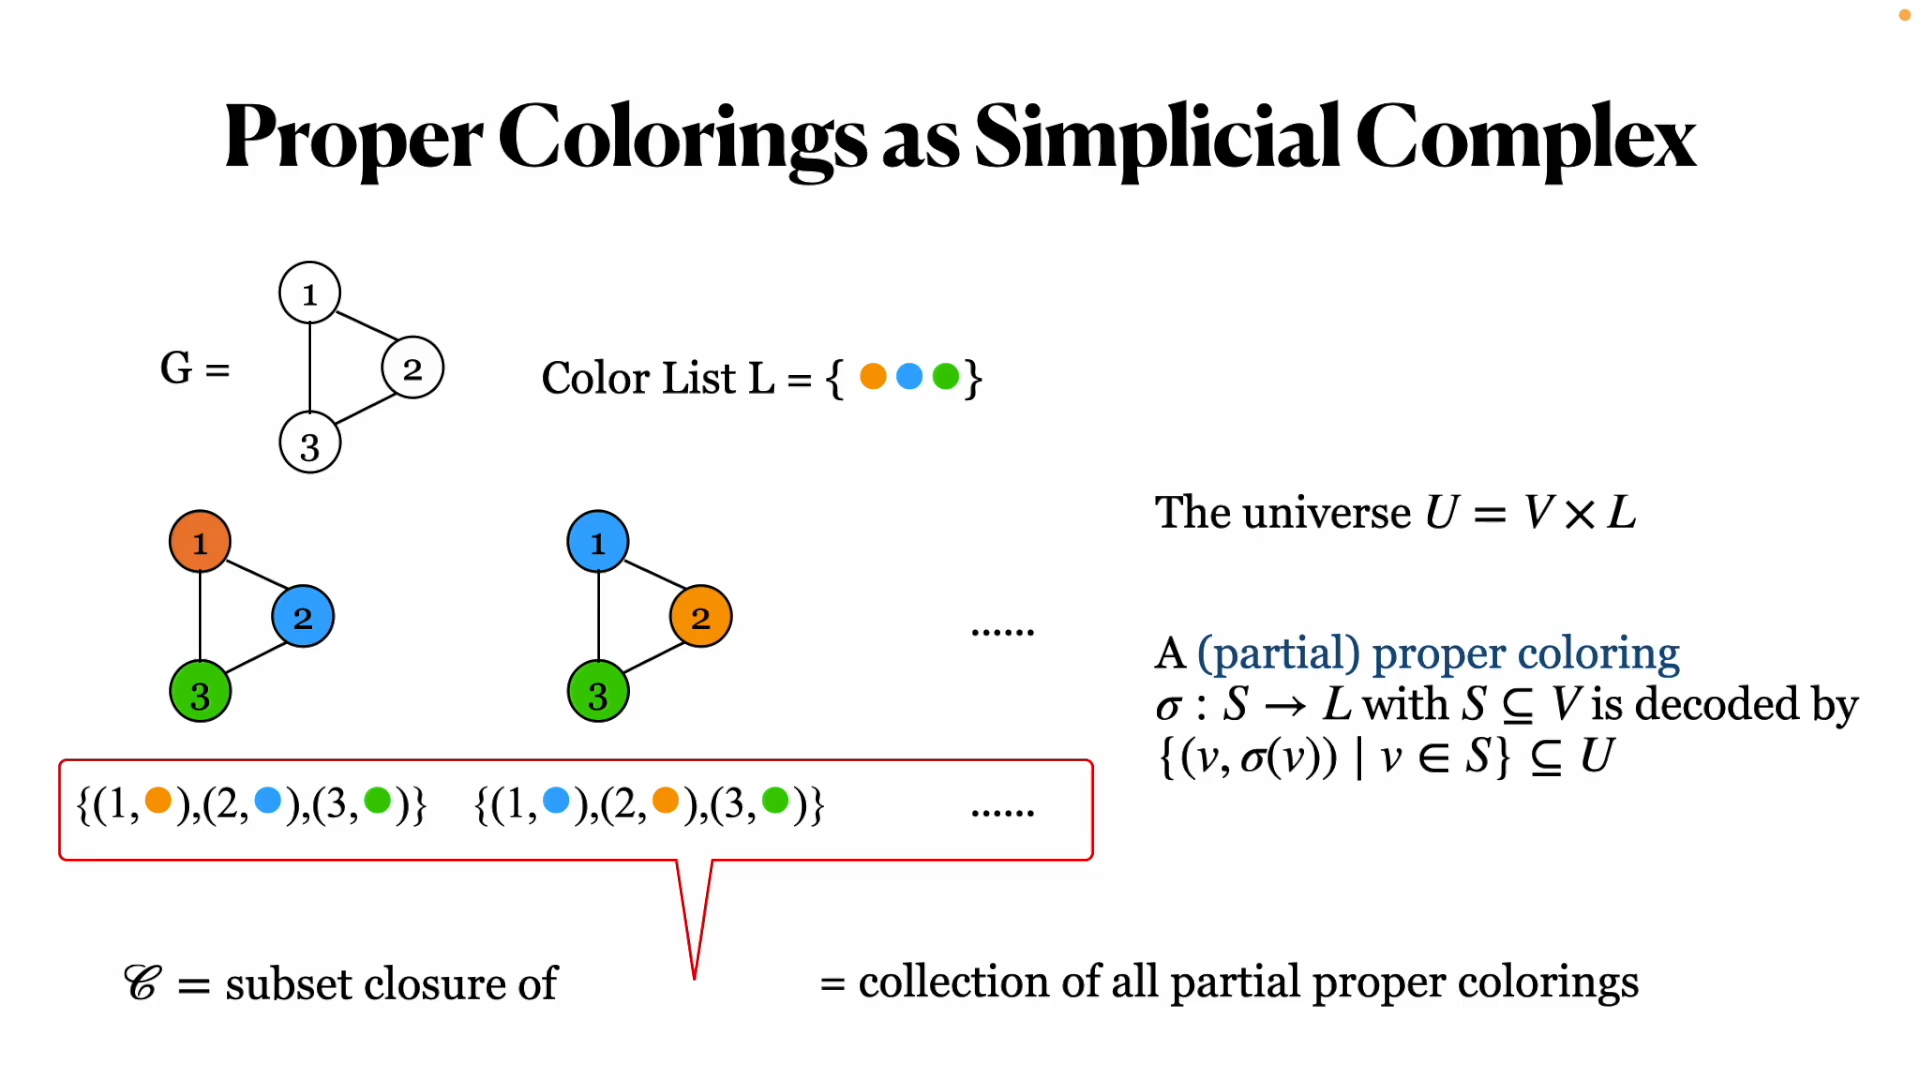 Proper Colorings as Simplicial Complex
1
G =
2
3
Color List L = { }
1
2
3
1
2
3
......
The universe U = V × L
A (partial) proper coloring
σ : S → L with S ⊆ V is decoded by
{(v, σ(v)) | v ∈ S} ⊆ U
{(1, ),(2, ),(3, )} {(1, ),(2, ),(3, )} ......
𝒞 = subset closure of = collection of all partial proper colorings